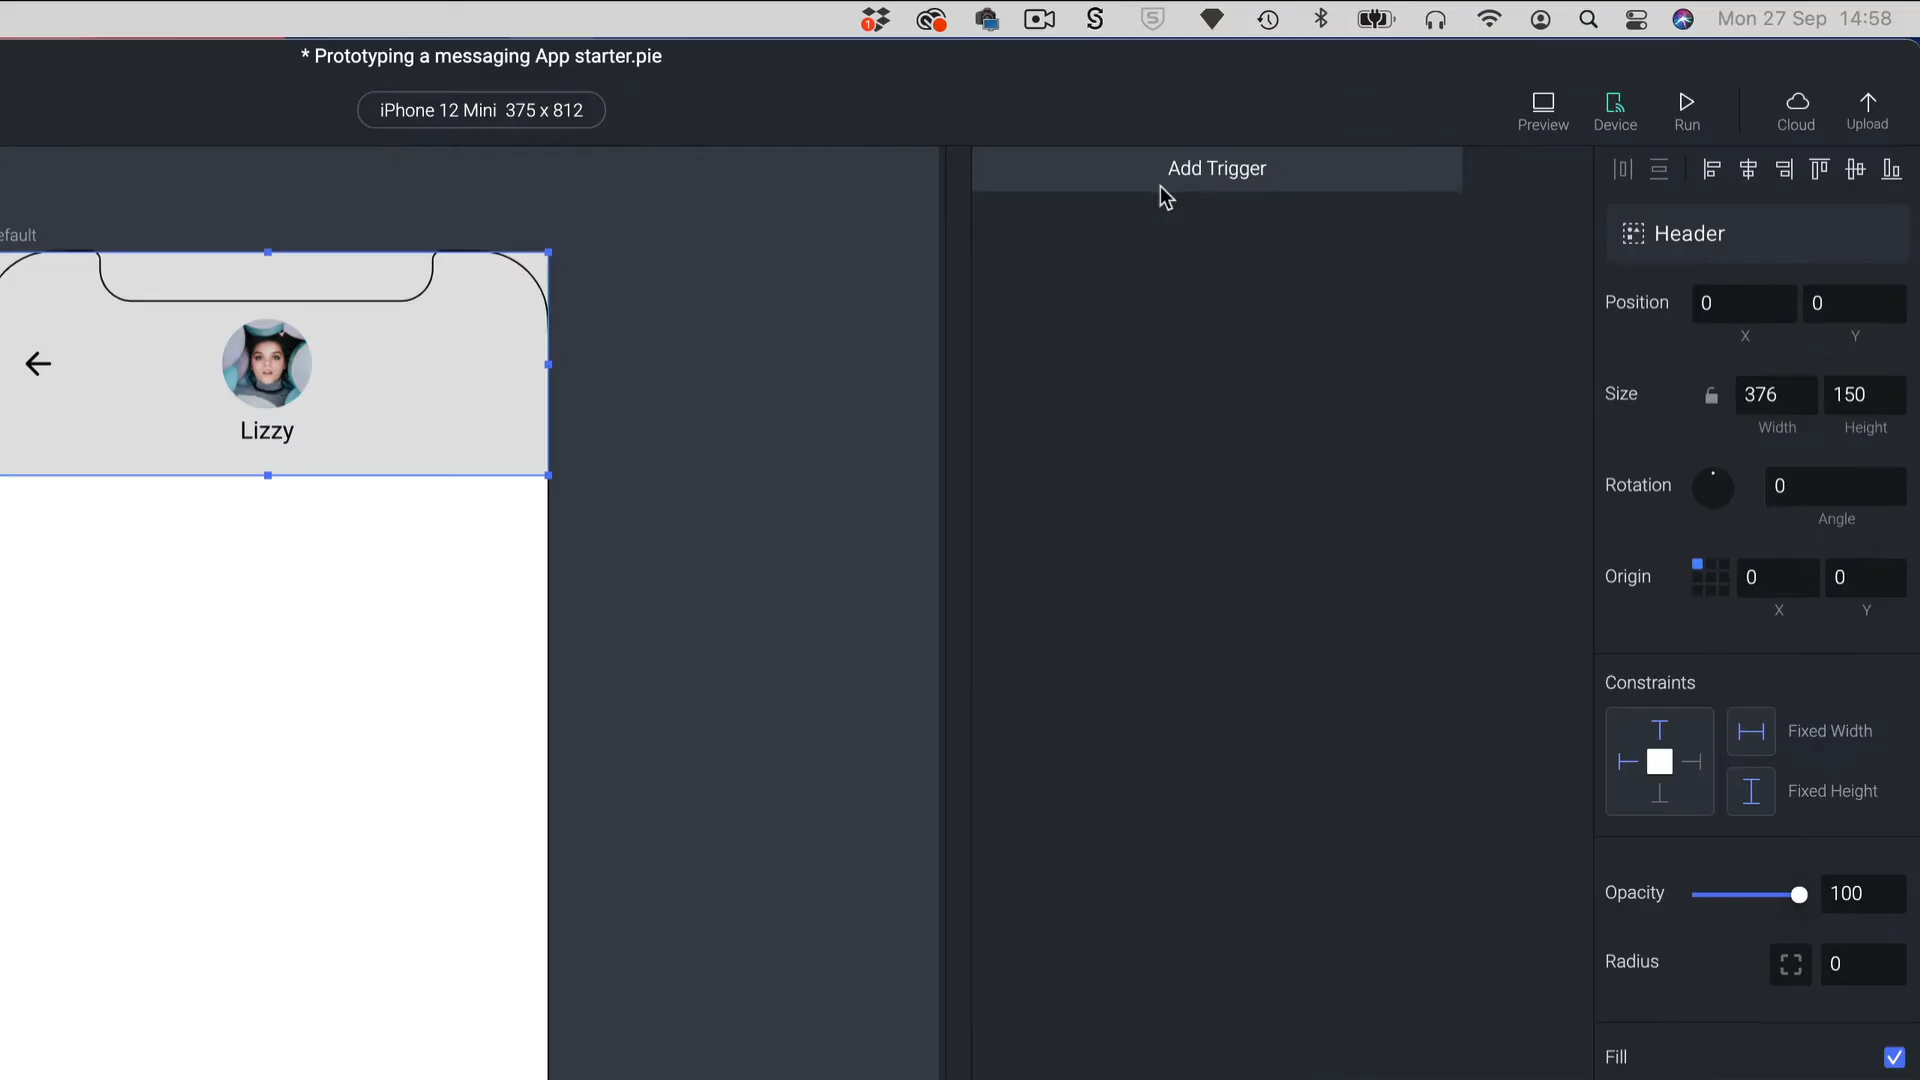 Mon 27 Sep 14:58
* Prototyping a messaging App starter.pie
iPhone 12 Mini 375 x 812
Preview
Device
Run
Cloud
Upload
Add Trigger
efault
Lizzy
Header
Position 0 0
X Y
Size 376 150
Width Height
Rotation 0
Angle
Origin 0 0
X Y
Constraints
Fixed Width
Fixed Height
Opacity 100
Radius 0
Fill